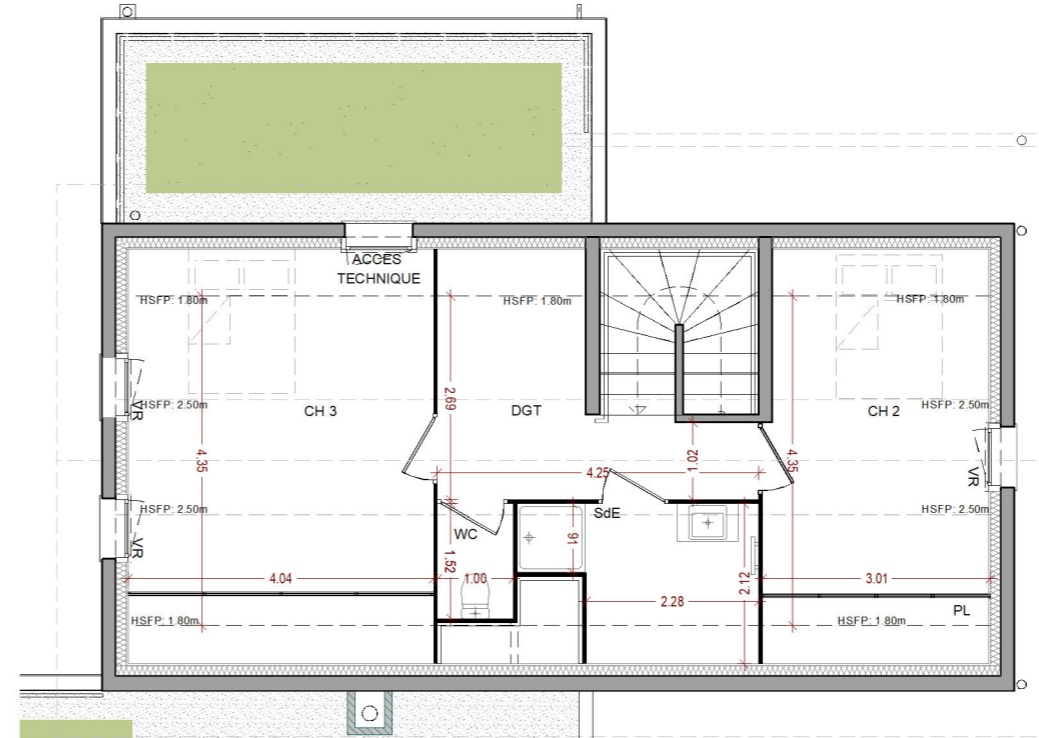 ACCES
TECHNIQUE
HSFP: 1.80m
HSFP: 1.80m
HSFP: 1.80m
VR
HSFP: 2.50m
CH 3
2.69
DGT
CH 2
HSFP: 2.50m
4.35
4.25
1.02
4.35
VR
HSFP: 2.50m
HSFP: 2.50m
VR
WC
SdE
91
1.52
4.04
1.00
2.28
2.12
3.01
HSFP: 1.80m
HSFP: 1.80m
PL